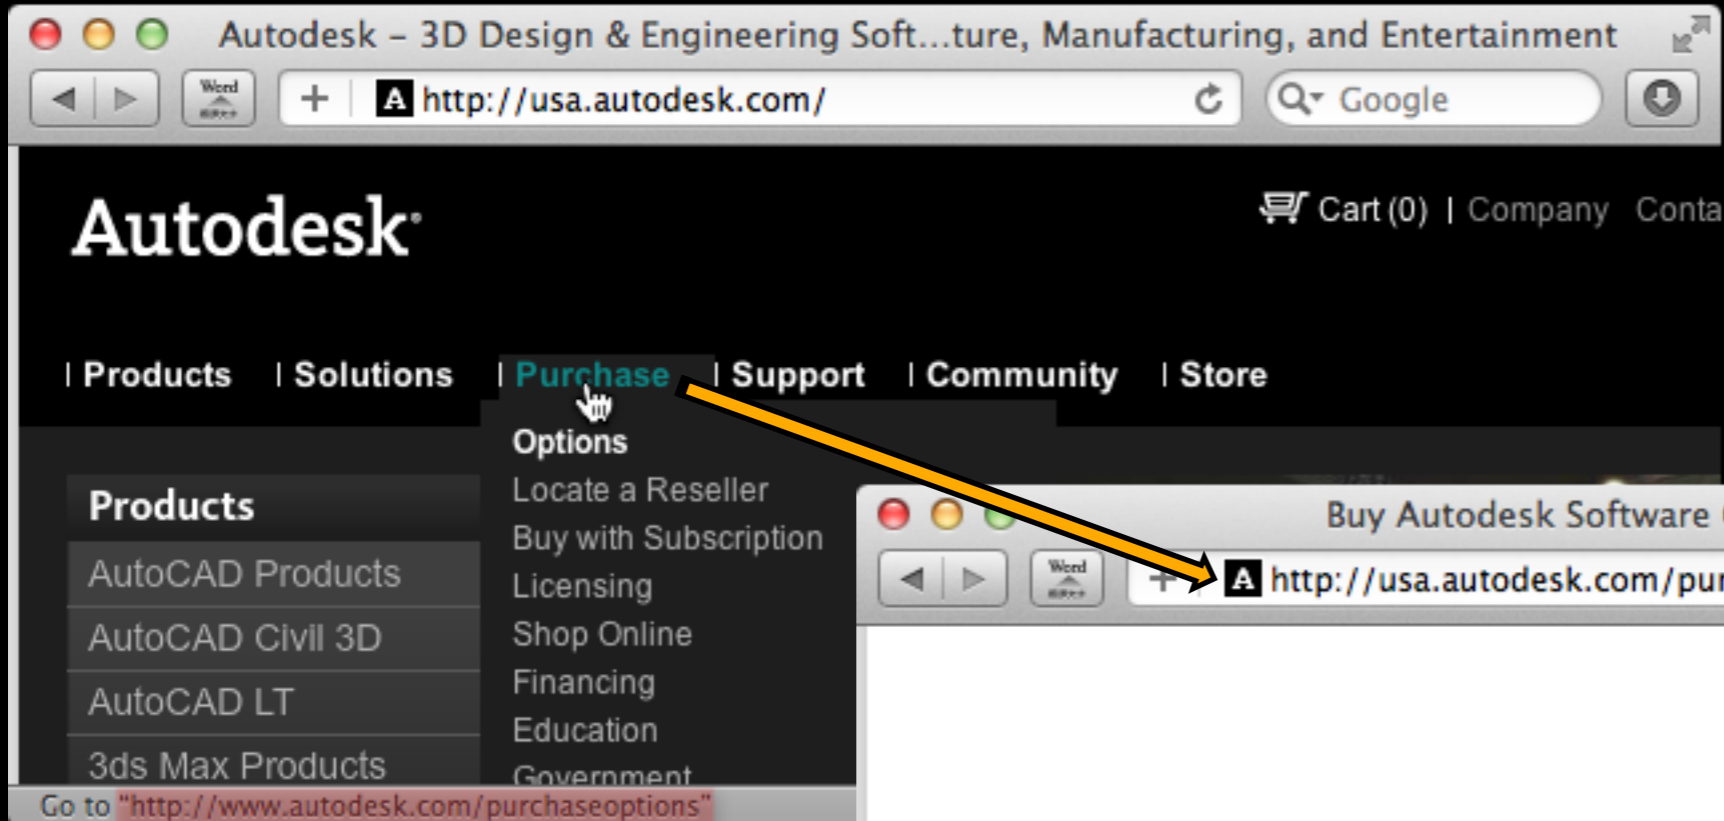 Autodesk – 3D Design & Engineering Soft...ture, Manufacturing, and Entertainment
Word
A http://usa.autodesk.com/
Google
Autodesk
Cart (0) | Company Conta
| Products | Solutions | Purchase | Support | Community | Store
Options
Locate a Reseller
Buy with Subscription
Licensing
Shop Online
Financing
Education
Government
Products
AutoCAD Products
AutoCAD Civil 3D
AutoCAD LT
3ds Max Products
Buy Autodesk Software
Word
A http://usa.autodesk.com/pur
Go to "http://www.autodesk.com/purchaseoptions"